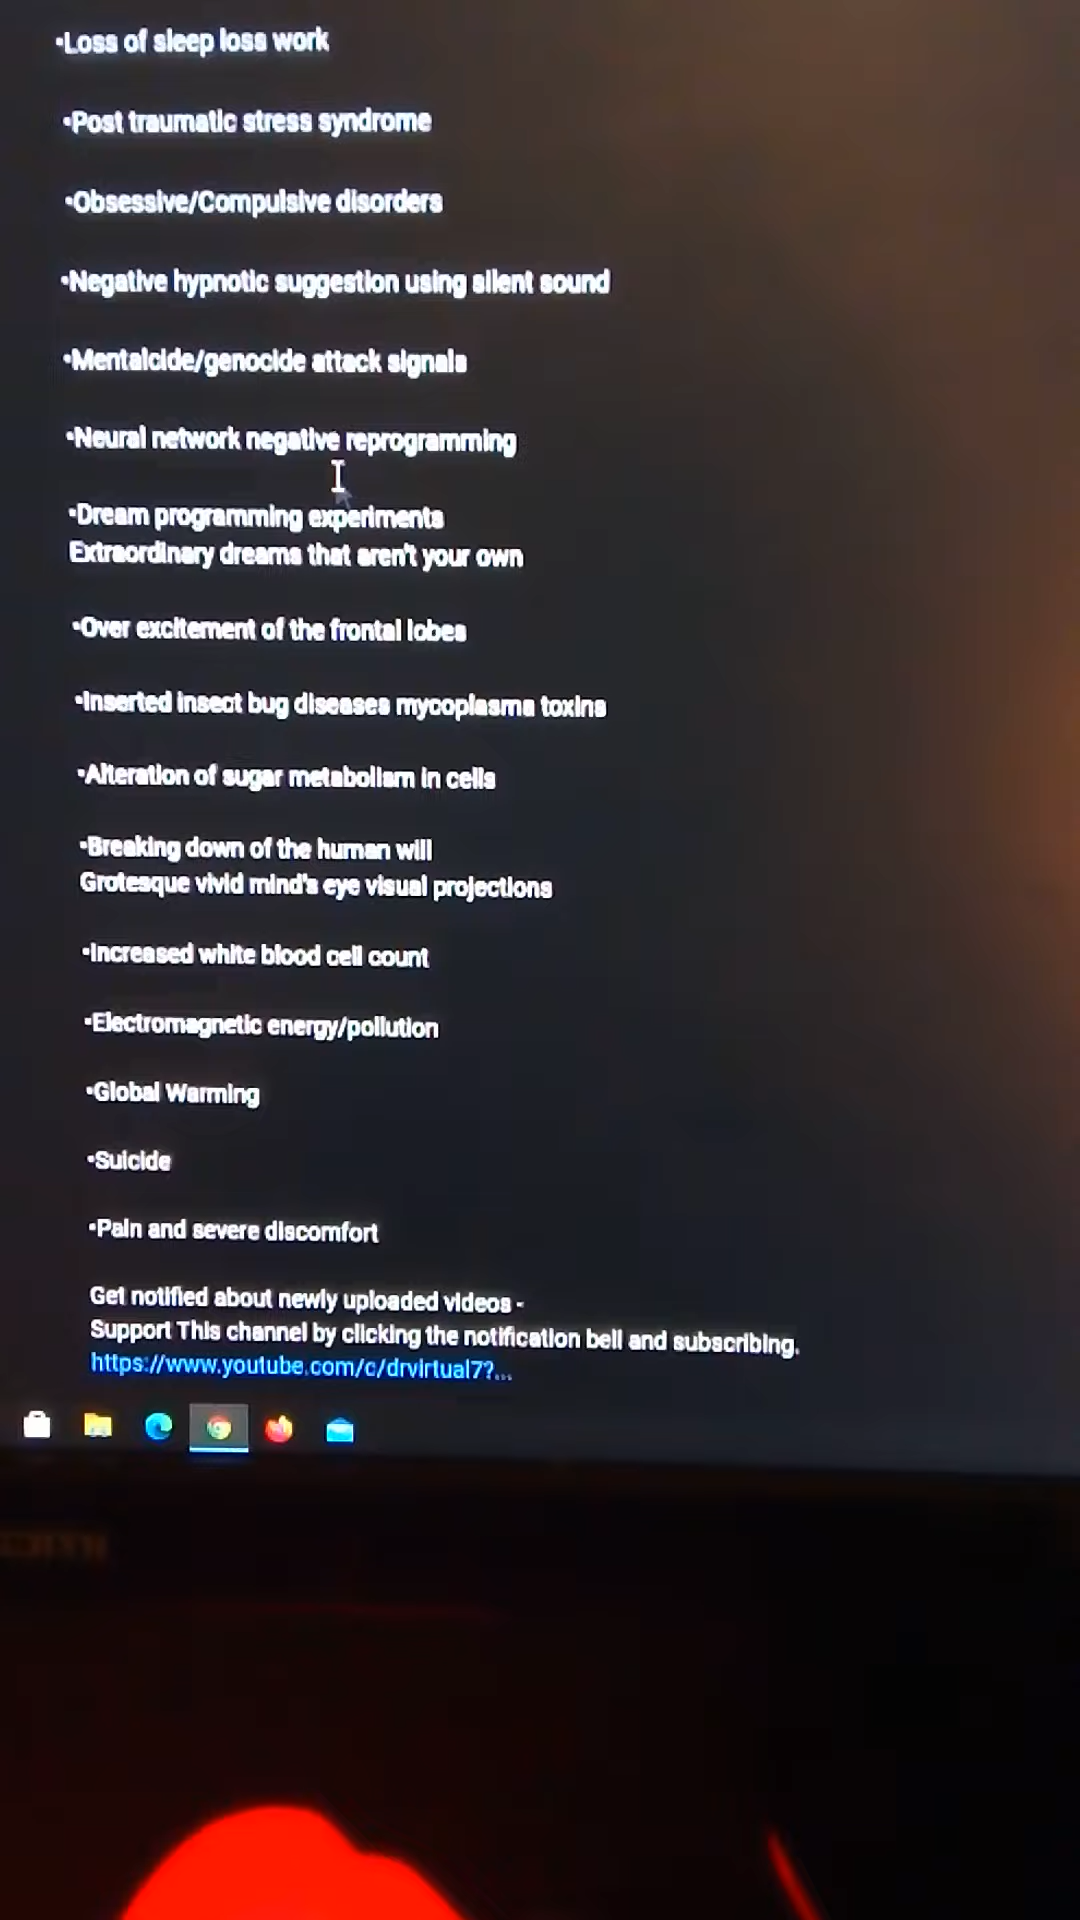 •Loss of sleep loss work
•Post traumatic stress syndrome
•Obsessive/Compulsive disorders
•Negative hypnotic suggestion using silent sound
•Mentalcide/genocide attack signals
•Neural network negative reprogramming
•Dream programming experiments
Extraordinary dreams that aren't your own
•Over excitement of the frontal lobes
•Inserted insect bug diseases mycoplasma toxins
•Alteration of sugar metabolism in cells
•Breaking down of the human will
Grotesque vivid mind's eye visual projections
•Increased white blood cell count
•Electromagnetic energy/pollution
•Global Warming
•Suicide
•Pain and severe discomfort
Get notified about newly uploaded videos -
Support This channel by clicking the notification bell and subscribing.
https://www.youtube.com/c/drvirtual7?...